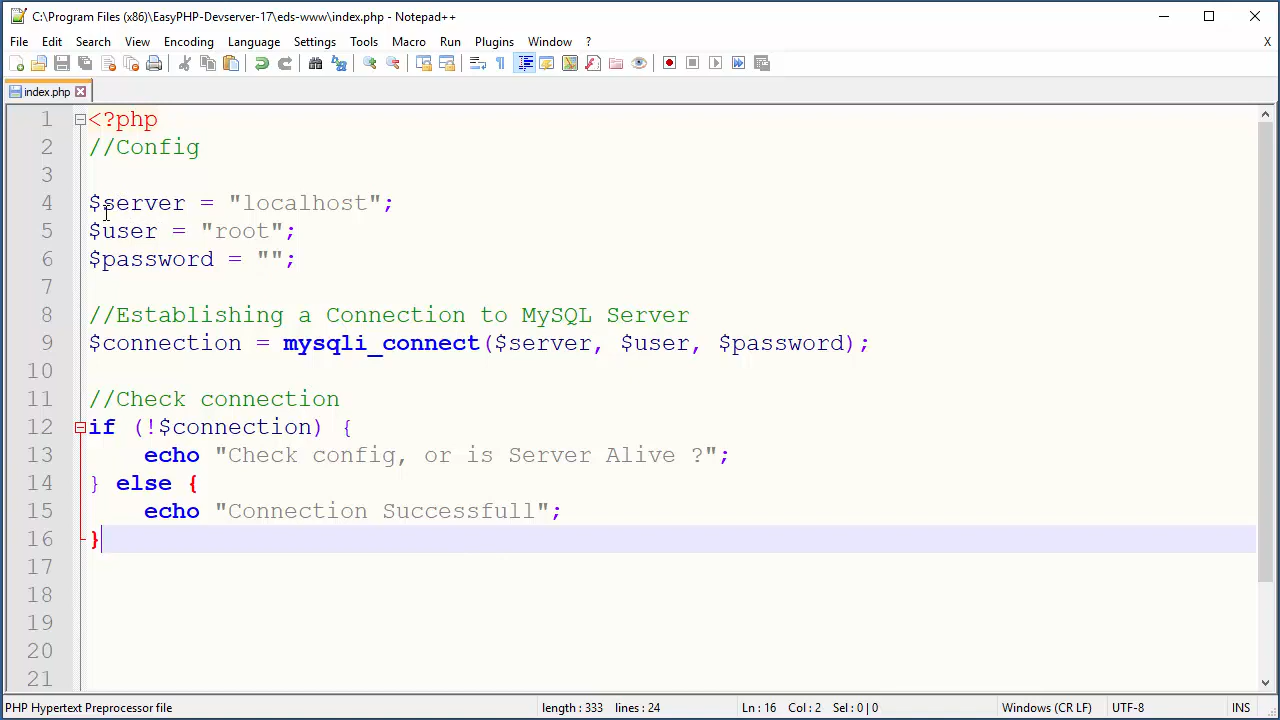 C:\Program Files (x86)\EasyPHP-Devserver-17\eds-www\index.php - Notepad++
File Edit Search View Encoding Language Settings Tools Macro Run Plugins Window ? X
index.php
1 <?php
2 //Config
3
4 $server = "localhost";
5 $user = "root";
6 $password = "";
7
8 //Establishing a Connection to MySQL Server
9 $connection = mysqli_connect($server, $user, $password);
10
11 //Check connection
12 if (!$connection) {
13 echo "Check config, or is Server Alive ?";
14 } else {
15 echo "Connection Successfull";
16 }
17
18
19
20
21
PHP Hypertext Preprocessor file length : 333 lines : 24 Ln : 16 Col : 2 Sel : 0 | 0 Windows (CR LF) UTF-8 INS